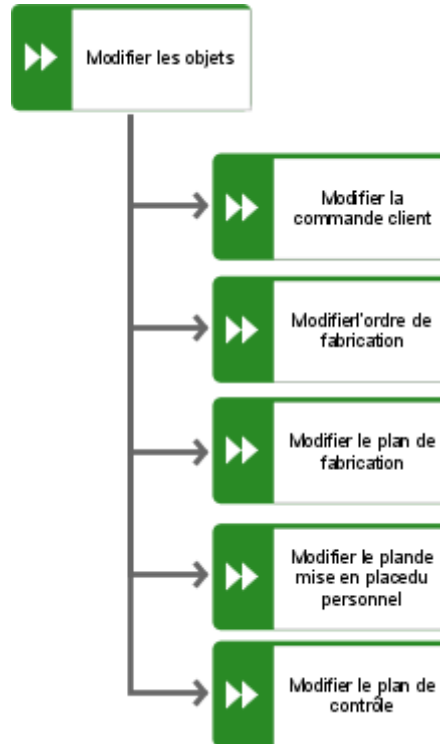 Modifier les objets
Modifier la
commande client
Modifierl'ordre de
fabrication
Modifier le plan de
fabrication
Modifier le plande
mise en placedu
personnel
Modifier le plan de
contrôle